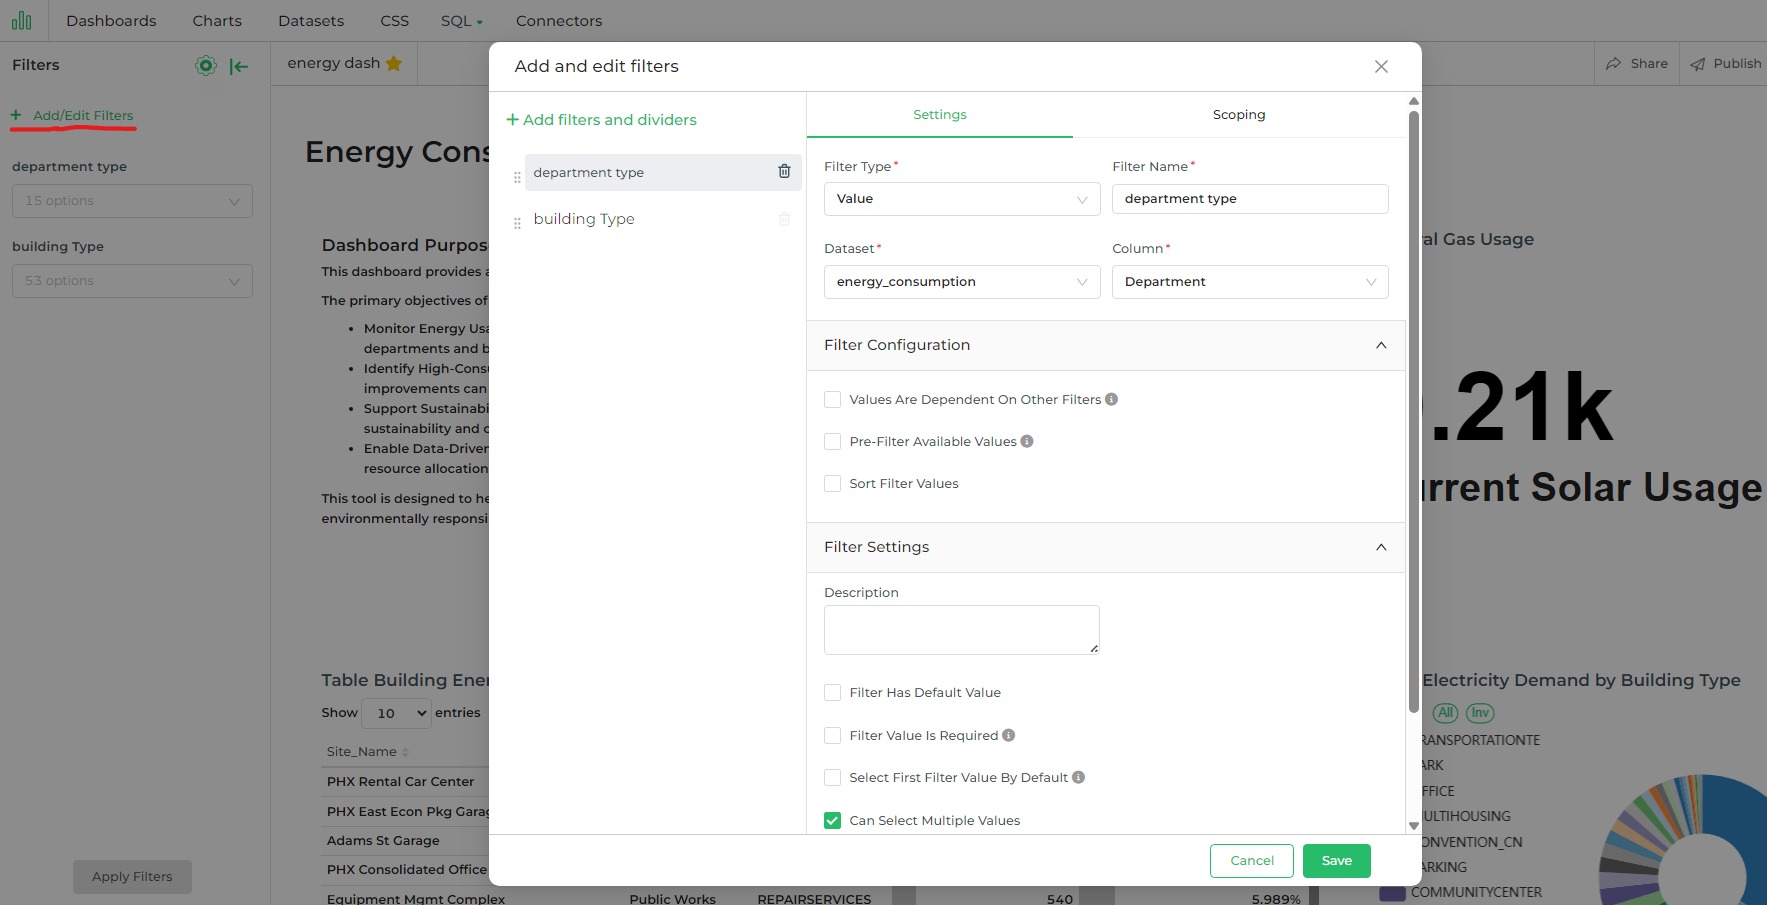 Dashboards
Charts
Datasets
CSS
SQL
Connectors
Filters
+ Add/Edit Filters
department type
15 options
building Type
53 options
Apply Filters
energy dash
Share
Publish
Energy Cons
Dashboard Purpos
This dashboard provides a
The primary objectives of
Monitor Energy Usa
departments and b
Identify High-Consu
improvements can
Support Sustainabi
sustainability and c
Enable Data-Driven
resource allocation
This tool is designed to he
environmentally responsi
Table Building Ener
Show 10 entries
Site_Name
PHX Rental Car Center
PHX East Econ Pkg Garag
Adams St Garage
PHX Consolidated Office
Equipment Mgmt Complex Public Works REPAIRSERVICES 540 5.989%
Add and edit filters
+ Add filters and dividers
department type
building Type
Settings
Scoping
Filter Type *
Filter Name *
Value
department type
Dataset *
Column *
energy_consumption
Department
Filter Configuration
Values Are Dependent On Other Filters
Pre-Filter Available Values
Sort Filter Values
Filter Settings
Description
Filter Has Default Value
Filter Value Is Required
Select First Filter Value By Default
Can Select Multiple Values
Cancel
Save
ral Gas Usage
.21k
urrent Solar Usage
Electricity Demand by Building Type
All
Inv
RANSPORTATIONTE
ARK
FFICE
ULTIHOUSING
ONVENTION_CN
ARKING
COMMUNITYCENTER